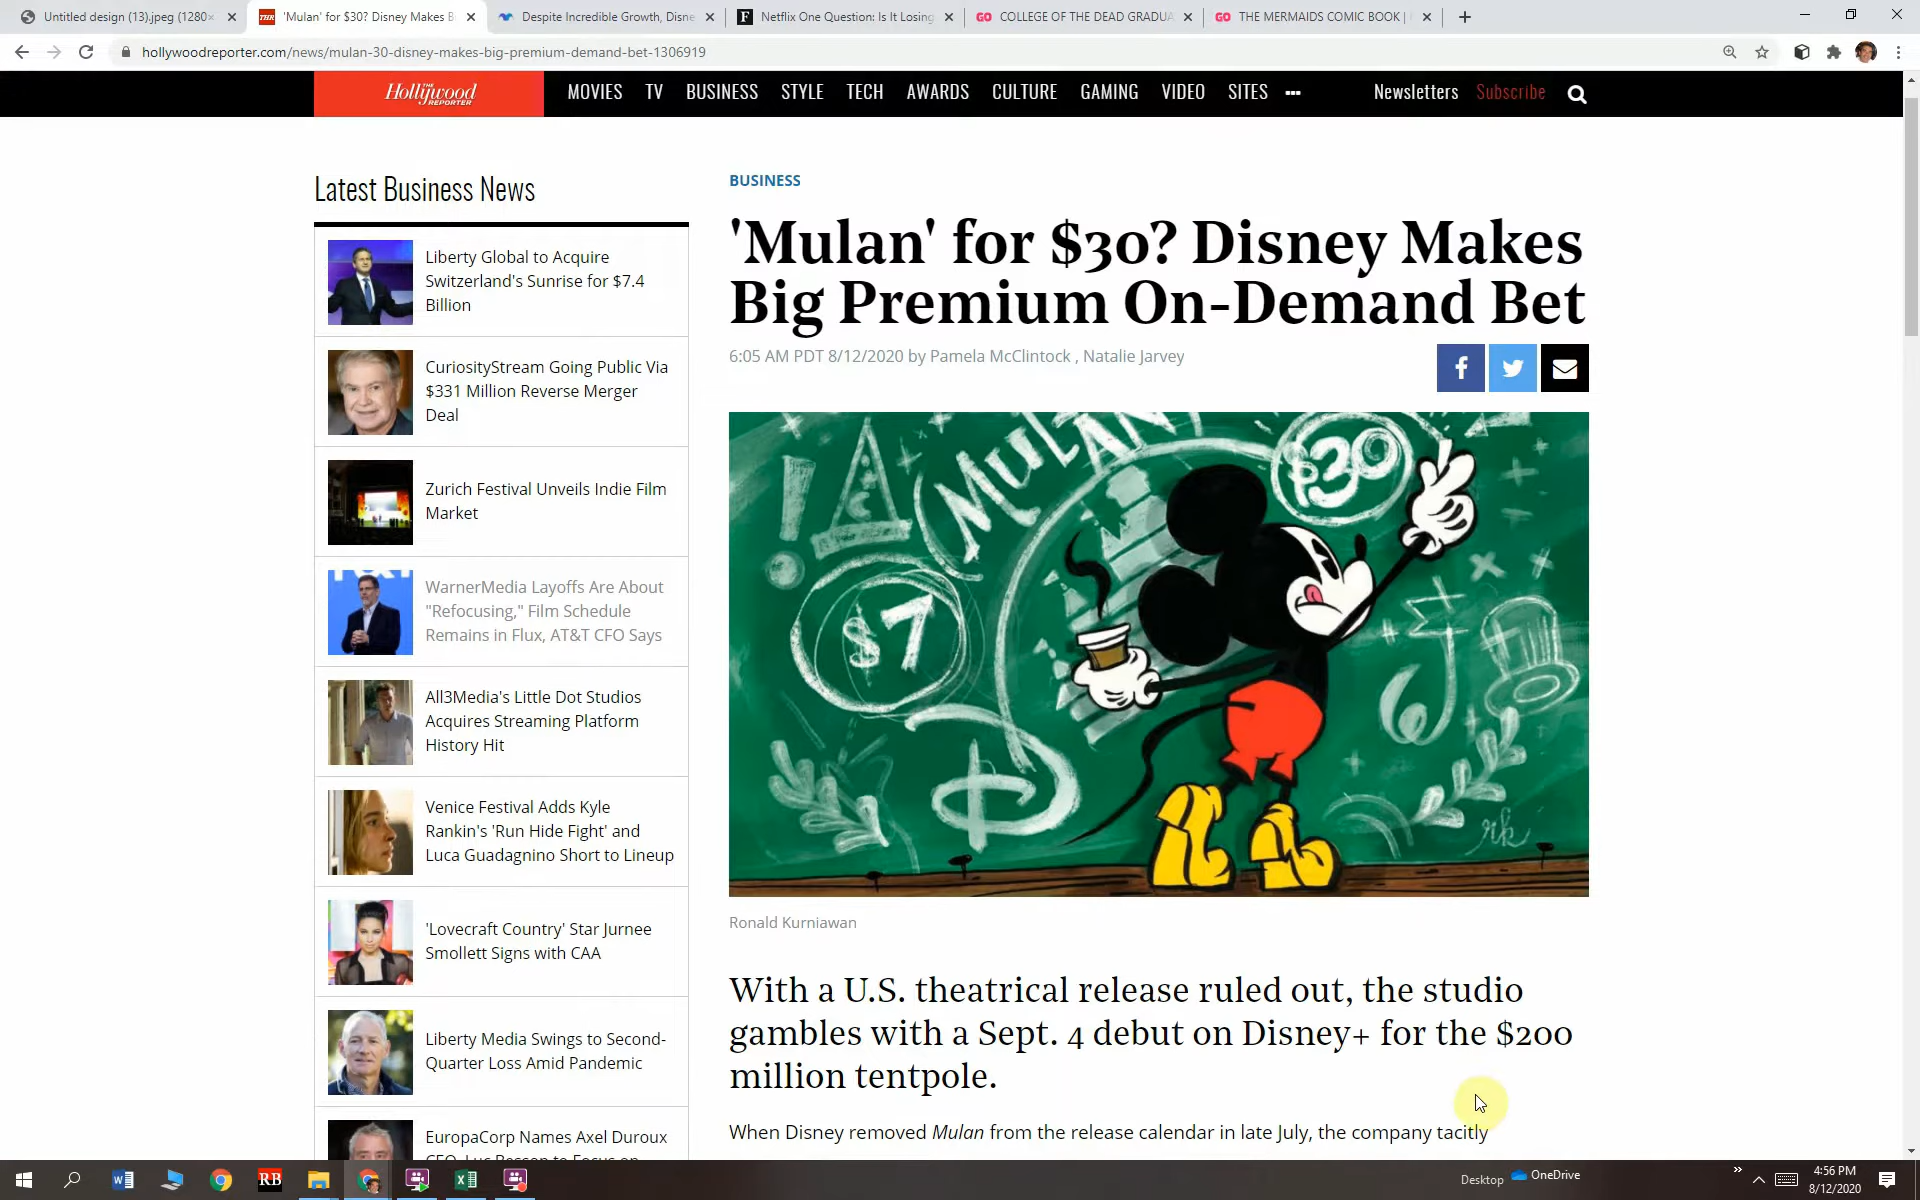 Untitled design (13).jpeg (1280×
'Mulan' for $30? Disney Makes B
Despite Incredible Growth, Disne
Netflix One Question: Is It Losing
COLLEGE OF THE DEAD GRADUA
THE MERMAIDS COMIC BOOK |
hollywoodreporter.com/news/mulan-30-disney-makes-big-premium-demand-bet-1306919
THE Hollywood REPORTER
MOVIES TV BUSINESS STYLE TECH AWARDS CULTURE GAMING VIDEO SITES ••• Newsletters Subscribe
Latest Business News
Liberty Global to Acquire
Switzerland's Sunrise for $7.4
Billion
CuriosityStream Going Public Via
$331 Million Reverse Merger
Deal
Zurich Festival Unveils Indie Film
Market
WarnerMedia Layoffs Are About
"Refocusing," Film Schedule
Remains in Flux, AT&T CFO Says
All3Media's Little Dot Studios
Acquires Streaming Platform
History Hit
Venice Festival Adds Kyle
Rankin's 'Run Hide Fight' and
Luca Guadagnino Short to Lineup
'Lovecraft Country' Star Jurnee
Smollett Signs with CAA
Liberty Media Swings to Second-
Quarter Loss Amid Pandemic
EuropaCorp Names Axel Duroux
BUSINESS
'Mulan' for $30? Disney Makes
Big Premium On-Demand Bet
6:05 AM PDT 8/12/2020 by Pamela McClintock , Natalie Jarvey
MULAN
$30
$7
D
rk
Ronald Kurniawan
With a U.S. theatrical release ruled out, the studio
gambles with a Sept. 4 debut on Disney+ for the $200
million tentpole.
When Disney removed Mulan from the release calendar in late July, the company tacitly
RB
Desktop
OneDrive
4:56 PM
8/12/2020